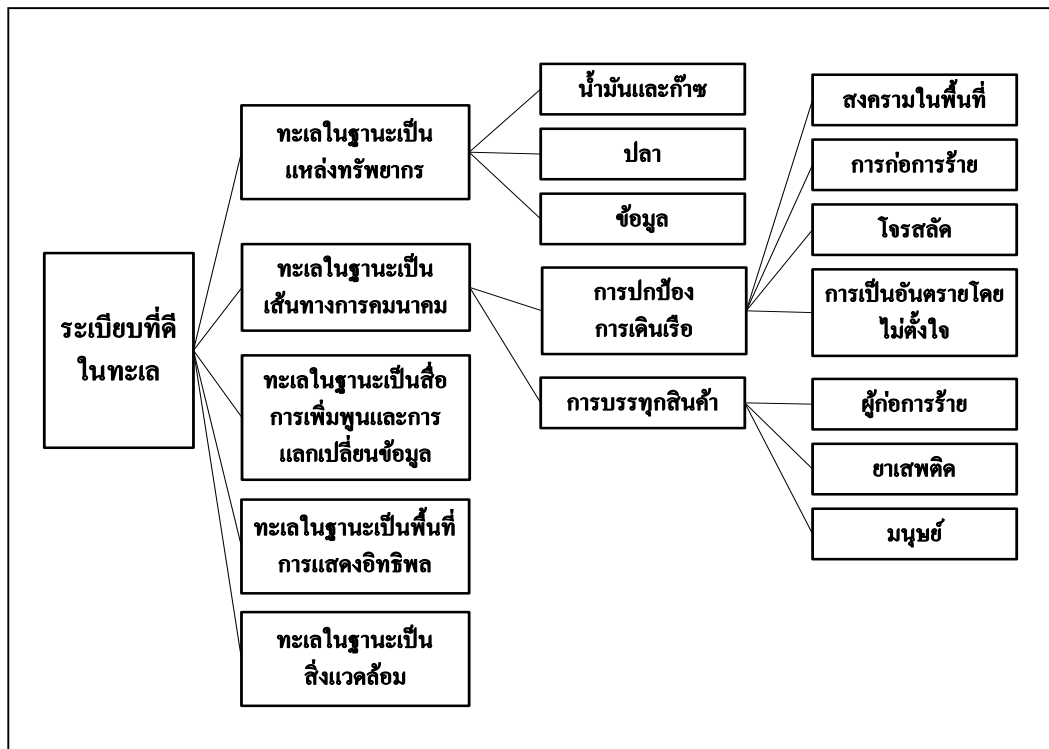 ระเบียบที่ดี
ในทะเล
ทะเลในฐานะเป็น
แหล่งทรัพยากร
ทะเลในฐานะเป็น
เส้นทางการคมนาคม
ทะเลในฐานะเป็นสื่อ
การเพิ่มพูนและการ
แลกเปลี่ยนข้อมูล
ทะเลในฐานะเป็นพื้นที่
การแสดงอิทธิพล
ทะเลในฐานะเป็น
สิ่งแวดล้อม
น้ำมันและก๊าซ
ปลา
ข้อมูล
การปกป้อง
การเดินเรือ
การบรรทุกสินค้า
สงครามในพื้นที่
การก่อการร้าย
โจรสลัด
การเป็นอันตรายโดย
ไม่ตั้งใจ
ผู้ก่อการร้าย
ยาเสพติด
มนุษย์